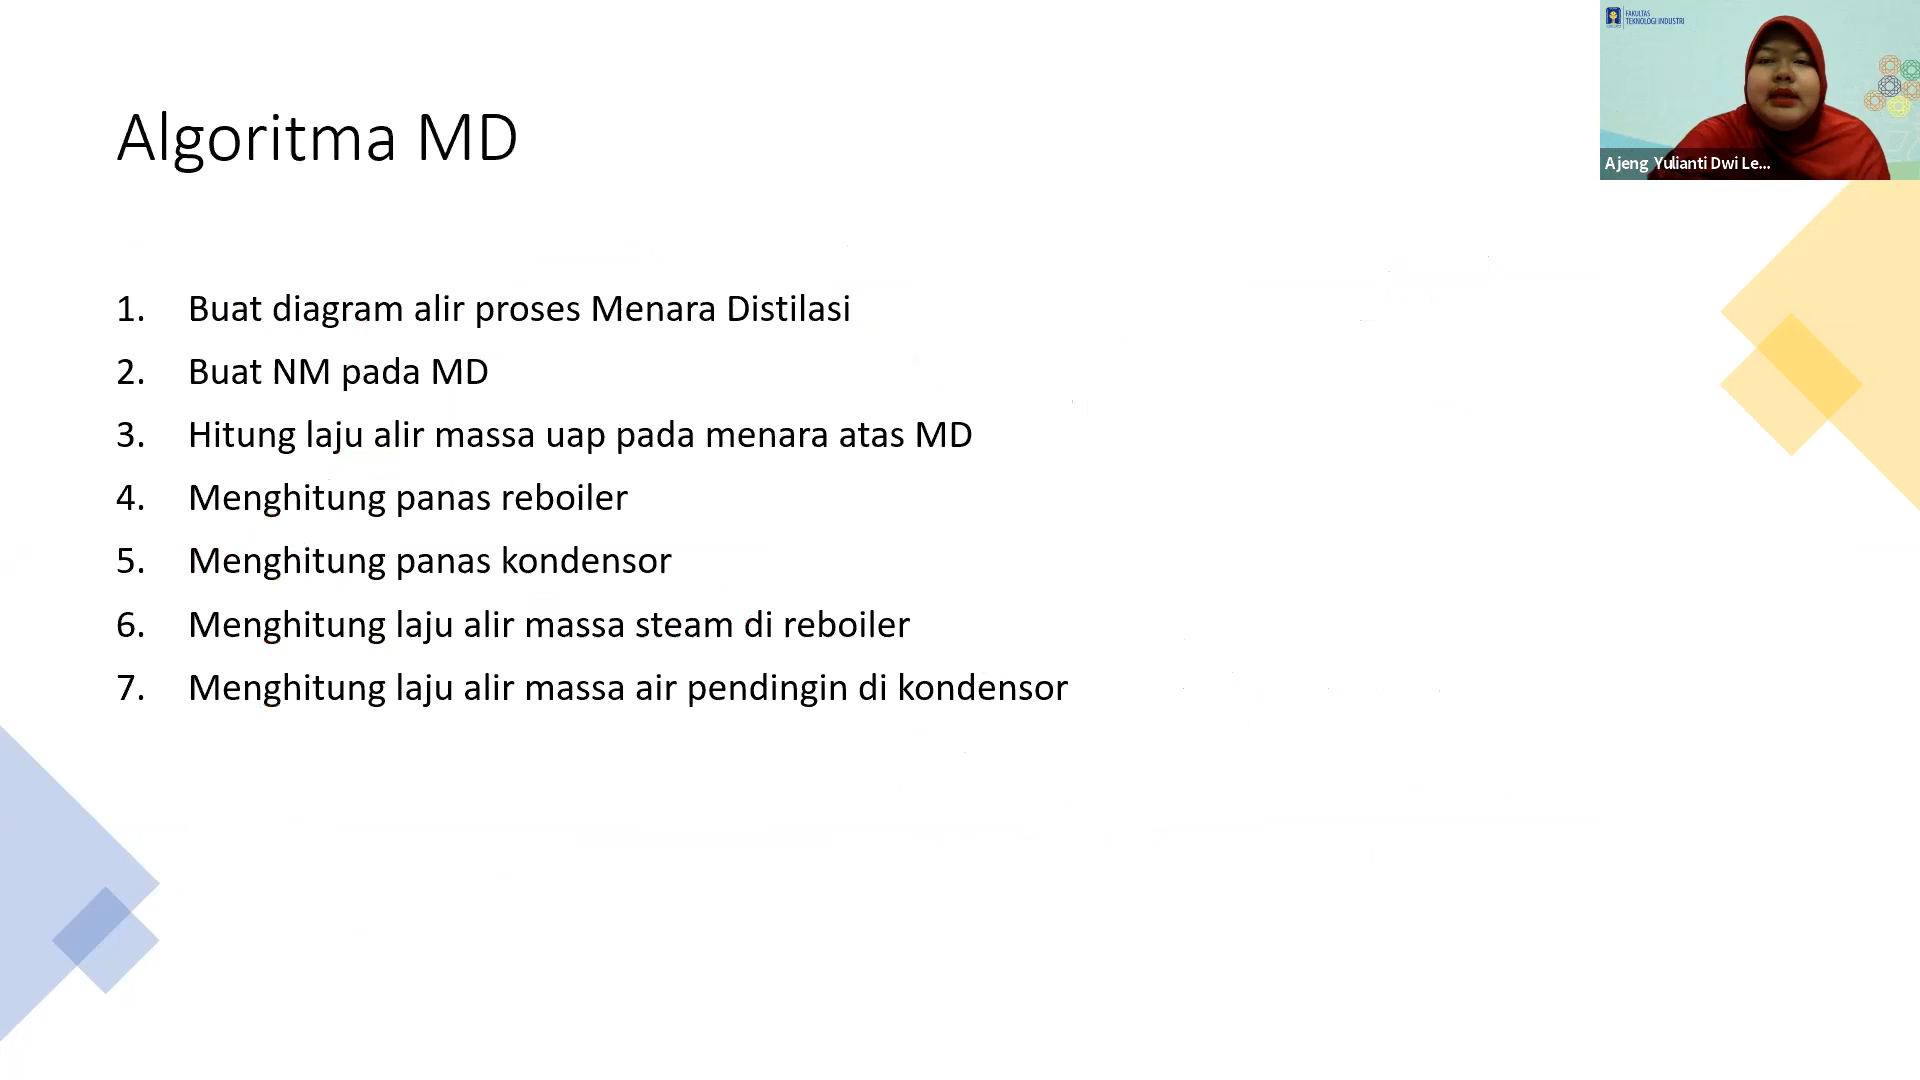 FAKULTAS
TEKNOLOGI INDUSTRI
Ajeng Yulianti Dwi Le...
Algoritma MD
1. Buat diagram alir proses Menara Distilasi
2. Buat NM pada MD
3. Hitung laju alir massa uap pada menara atas MD
4. Menghitung panas reboiler
5. Menghitung panas kondensor
6. Menghitung laju alir massa steam di reboiler
7. Menghitung laju alir massa air pendingin di kondensor